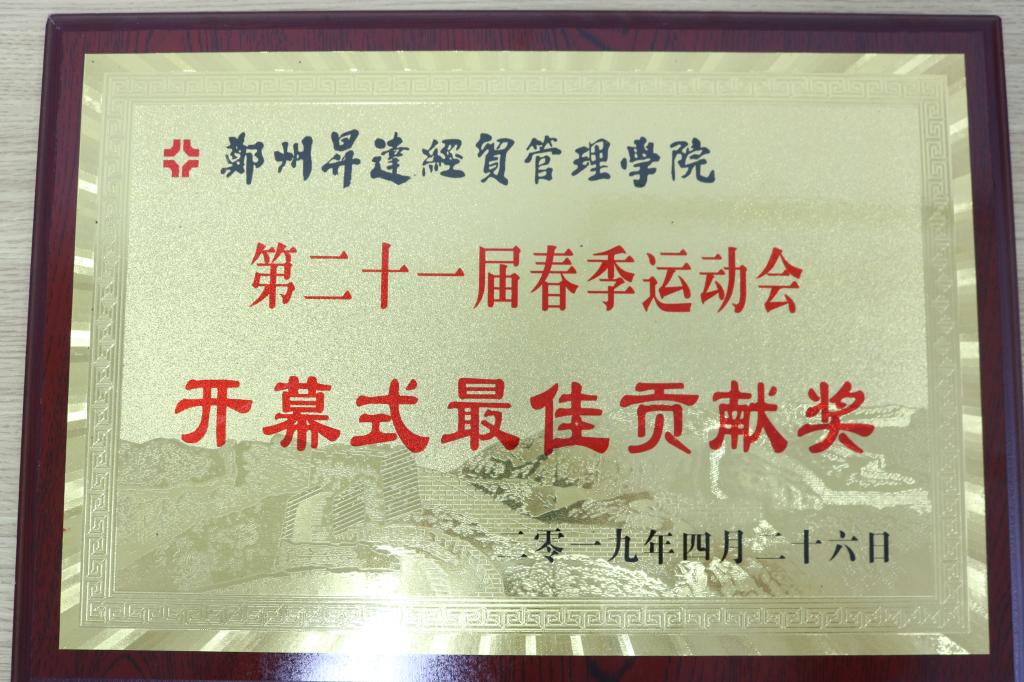 鄭州昇達經貿管理學院
第二十一届春季运动会
开幕式最佳贡献奖
二零一九年四月二十六日